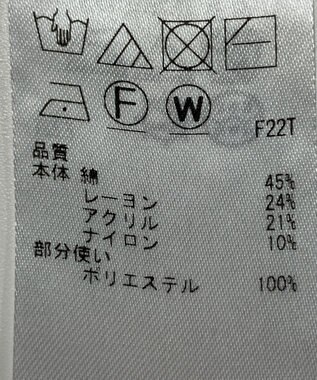 F W
F22T
品質
本体 綿 45%
レーヨン 24%
アクリル 21%
ナイロン 10%
部分使い
ポリエステル 100%